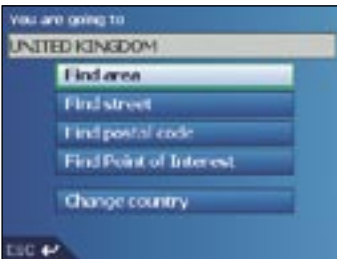 You are going to
UNITED KINGDOM
Find area
Find street
Find postal code
Find Point of Interest
Change country
ESC